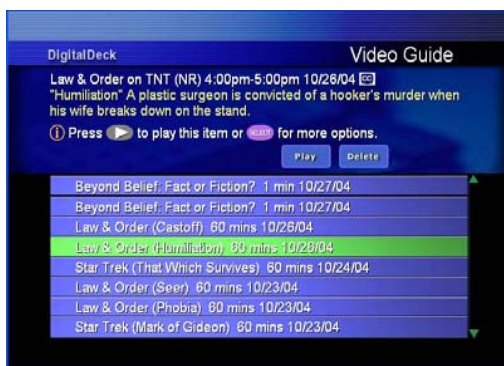 DigitalDeck
Video Guide
Law & Order on TNT (NR) 4:00pm-5:00pm 10/26/04 CC
"Humiliation" A plastic surgeon is convicted of a hooker's murder when
his wife breaks down on the stand.
i Press to play this item or SELECT for more options.
Play Delete
Beyond Belief: Fact or Fiction? 1 min 10/27/04
Beyond Belief: Fact or Fiction? 1 min 10/27/04
Law & Order (Castoff) 60 mins 10/26/04
Law & Order (Humiliation) 60 mins 10/26/04
Star Trek (That Which Survives) 60 mins 10/24/04
Law & Order (Seer) 60 mins 10/23/04
Law & Order (Phobia) 60 mins 10/23/04
Star Trek (Mark of Gideon) 60 mins 10/23/04